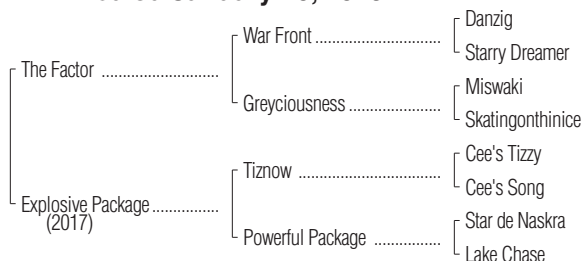 Danzig
War Front ....................
Starry Dreamer
The Factor ......................
Miswaki
Greyciousness .................
Skatingonthinice
Cee's Tizzy
Tiznow ..........................
Cee's Song
Explosive Package ............
(2017)
Star de Naskra
Powerful Package ............
Lake Chase